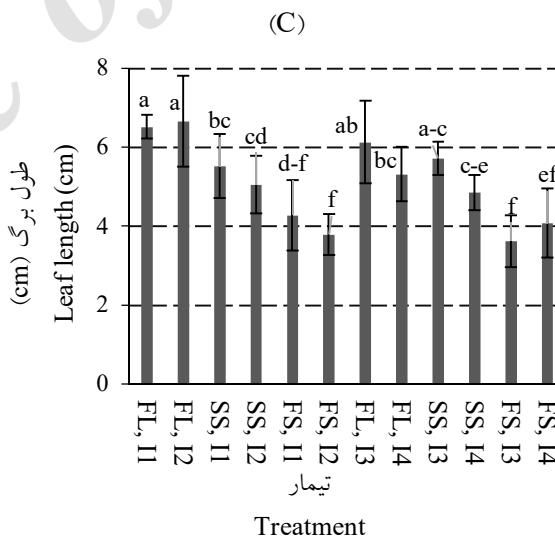 (C)
8
6
4
2
0
طول برگ (cm)
Leaf length (cm)
a
a
bc
cd
d-f
f
ab
bc
a-c
c-e
f
ef
FL, I1
FL, I2
SS, I1
SS, I2
FS, I1
FS, I2
FL, I3
FL, I4
SS, I3
SS, I4
FS, I3
FS, I4
تیمار
Treatment